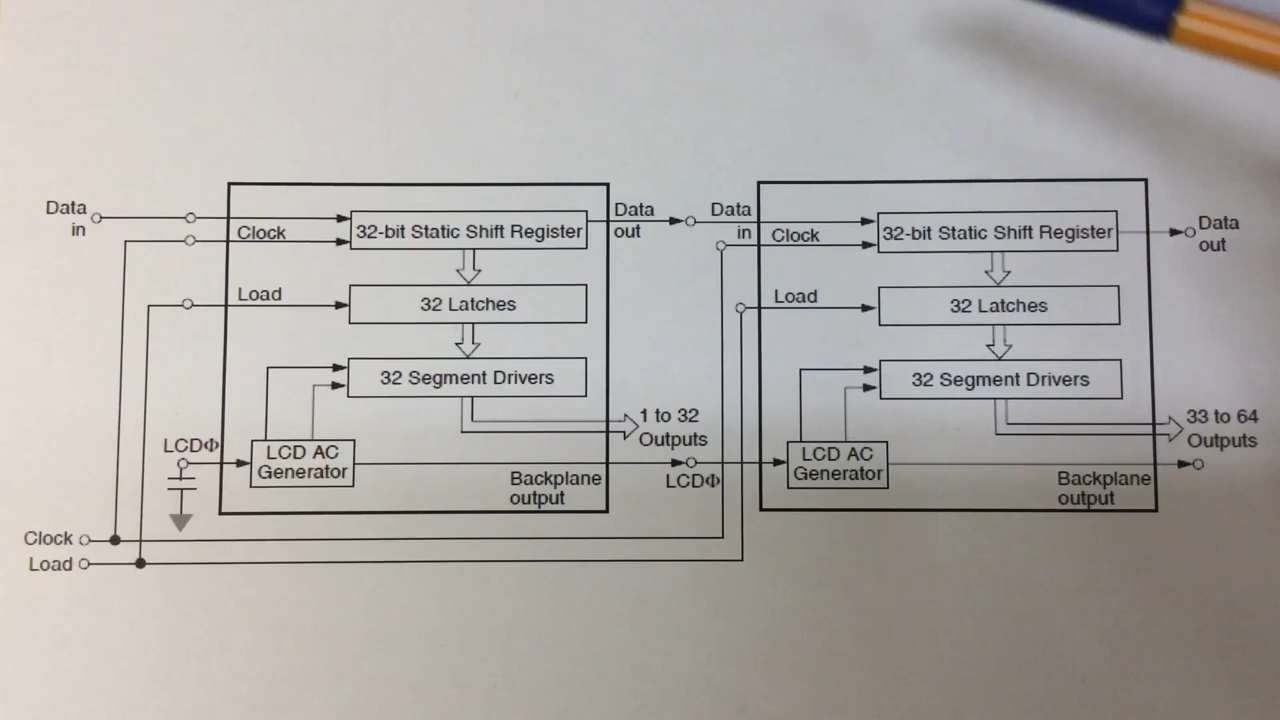 Data
in
Clock
32-bit Static Shift Register
Data
out
Load
32 Latches
32 Segment Drivers
1 to 32
Outputs
LCDΦ
LCD AC
Generator
Backplane
output
LCDΦ
Clock
Load
Data
in
Clock
32-bit Static Shift Register
Data
out
Load
32 Latches
32 Segment Drivers
33 to 64
Outputs
LCD AC
Generator
Backplane
output